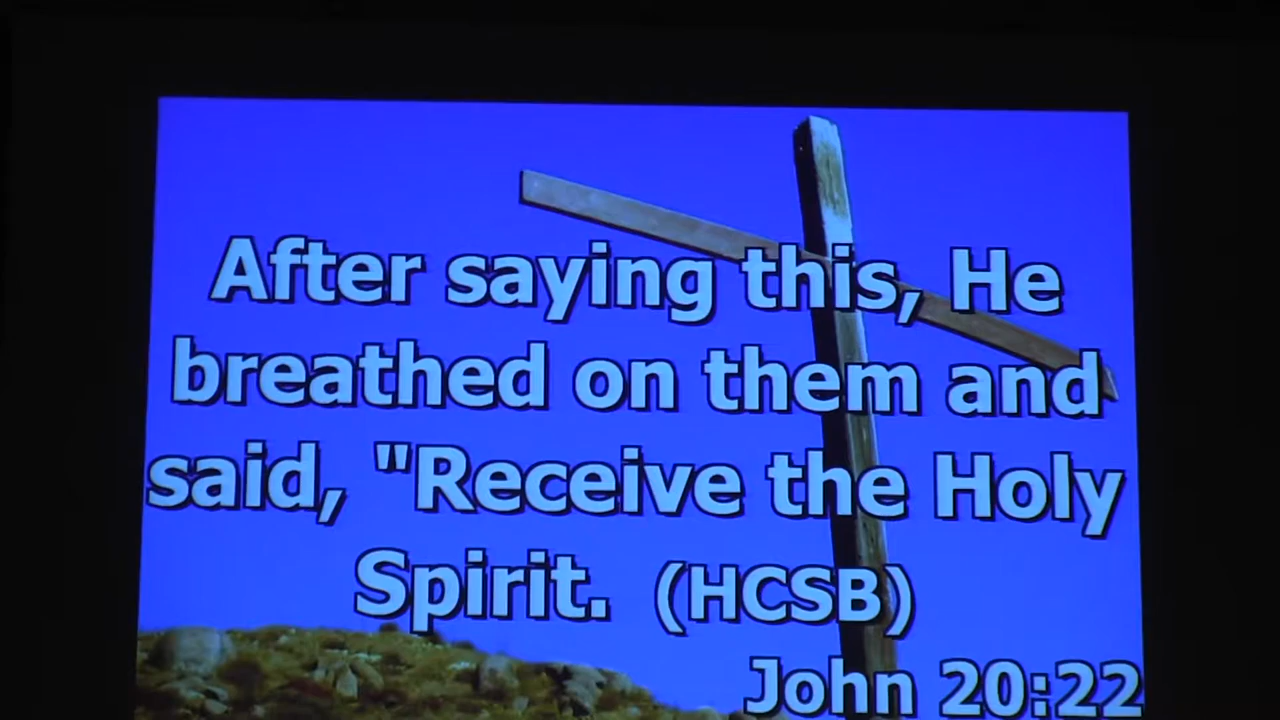 After saying this, He
breathed on them and
said, "Receive the Holy
Spirit. (HCSB)
John 20:22